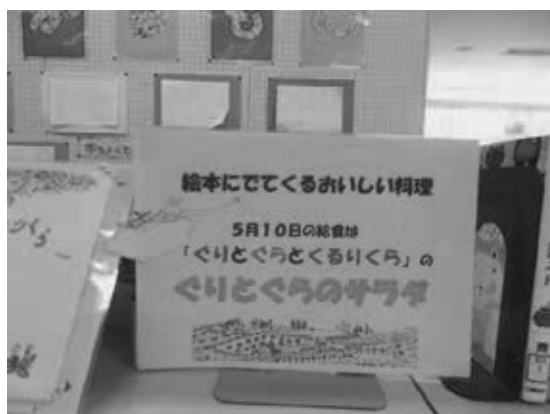 絵本にでてくるおいしい料理
5月10日の給食は
「ぐりとぐらとくるりくら」の
ぐりとぐらのサラダ